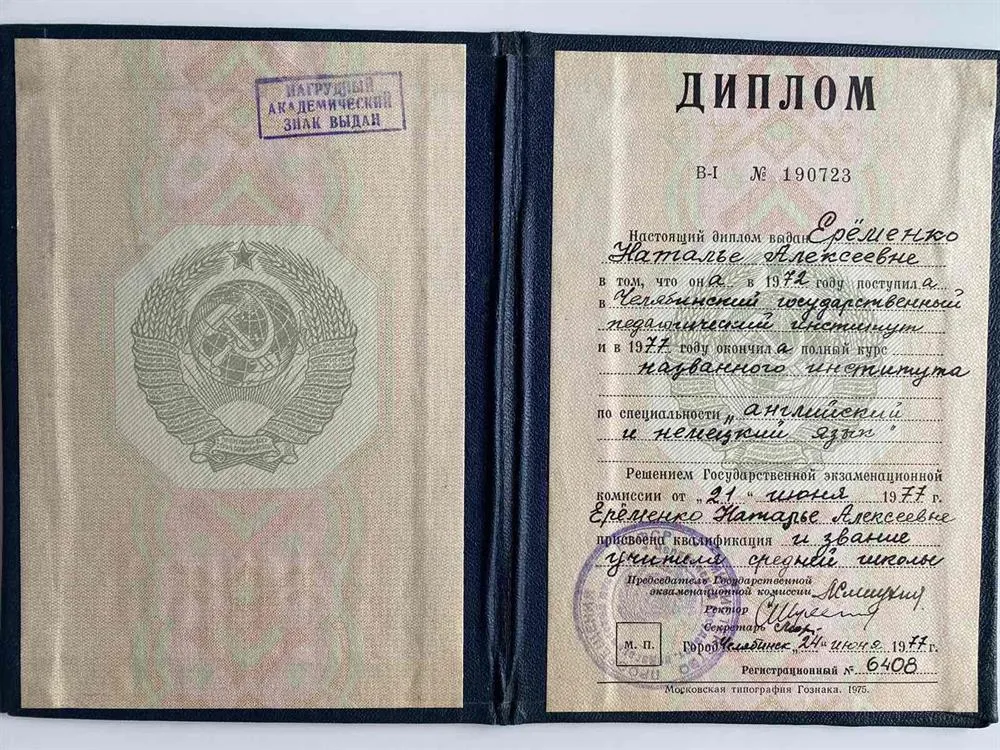 НАГРУДНЫЙ
АКАДЕМИЧЕСКИЙ
ЗНАК ВЫДАН
ДИПЛОМ
В-I № 190723
Настоящий диплом выдан Ерёменко
Наталье Алексеевне
в том, что она в 1972 году поступила
в Челябинский государственный
педагогический институт
и в 1977 году окончила полный курс
названного института
по специальности „английский
и немецкий язык"
Решением Государственной экзаменационной
комиссии от „21" июня 1977 г.
Ерёменко Наталье Алексеевне
присвоена квалификация и звание
учителя средней школы
Председатель Государственной
экзаменационной комиссии
Ректор
Секретарь
М. П.
Город Челябинск „24" июня 1977 г.
Регистрационный № 6408
Московская типография Гознака. 1975.